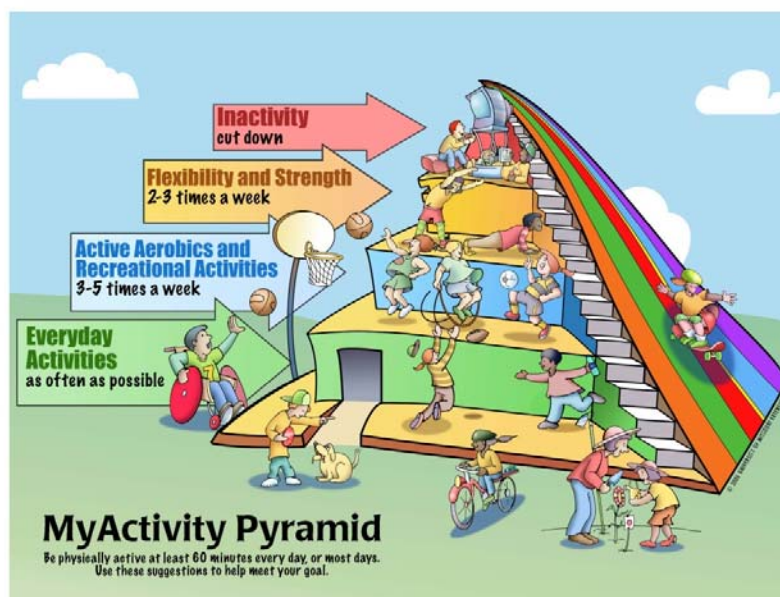 Inactivity
cut down
Flexibility and Strength
2-3 times a week
Active Aerobics and
Recreational Activities
3-5 times a week
Everyday
Activities
as often as possible
MyActivity Pyramid
Be physically active at least 60 minutes every day, or most days.
Use these suggestions to help meet your goal.